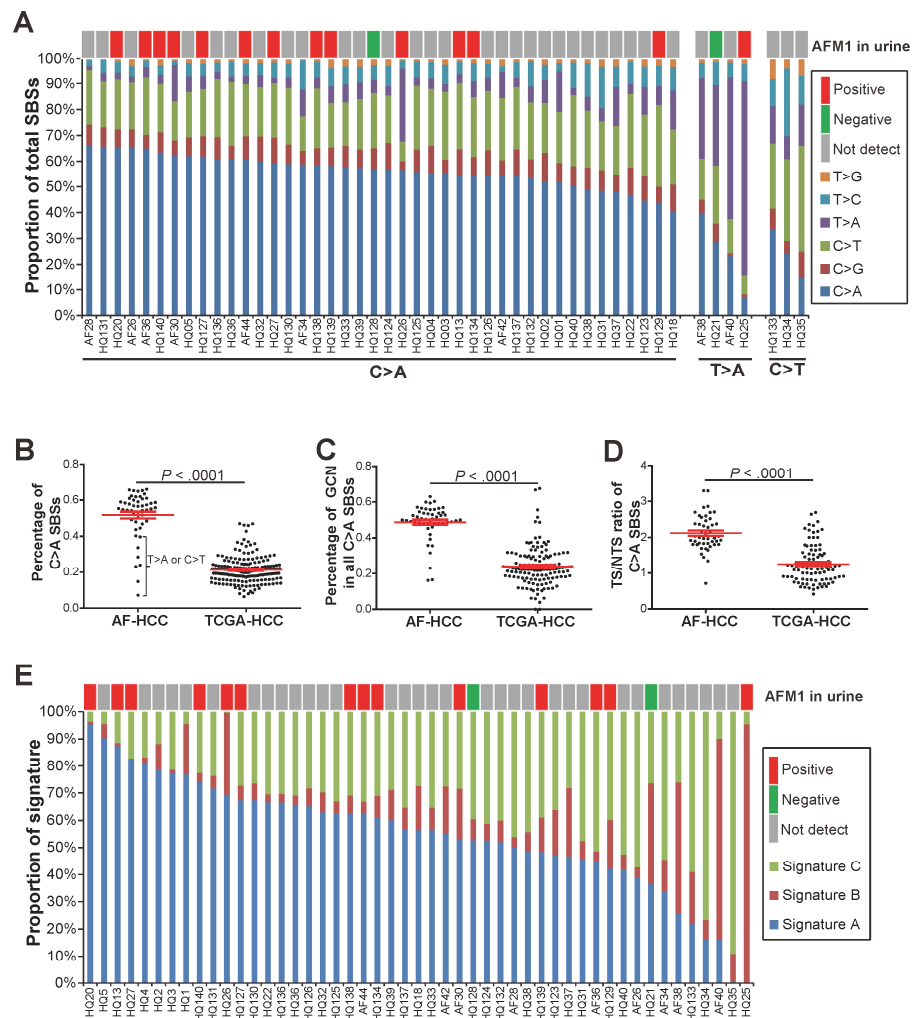 A
AFM1 in urine
Proportion of total SBSs
100%
90%
80%
70%
60%
50%
40%
30%
20%
10%
0%
Positive
Negative
Not detect
T>G
T>C
T>A
C>T
C>G
C>A
AF28 HQ131 HQ20 AF26 AF36 HQ140 AF30 HQ05 HQ127 HQ136 HQ36 AF44 HQ32 HQ27 HQ130 AF34 HQ138 HQ139 HQ33 HQ39 HQ128 HQ124 HQ26 HQ125 HQ04 HQ03 HQ13 HQ134 HQ126 AF42 HQ137 HQ132 HQ02 HQ01 HQ40 HQ38 HQ31 HQ37 HQ22 HQ123 HQ129 HQ18 AF38 HQ21 AF40 HQ25 HQ133 HQ34 HQ35
C>A T>A C>T
B
Percentage of C>A SBSs
0.8
0.6
0.4
0.2
0.0
P < .0001
T>A or C>T
AF-HCC TCGA-HCC
C
Percentage of GCN in all C>A SBSs
0.8
0.6
0.4
0.2
0.0
P < .0001
AF-HCC TCGA-HCC
D
TS/NTS ratio of C>A SBSs
4
3
2
1
0
P < .0001
AF-HCC TCGA-HCC
E
AFM1 in urine
Proportion of signature
100%
90%
80%
70%
60%
50%
40%
30%
20%
10%
0%
Positive
Negative
Not detect
Signature C
Signature B
Signature A
HQ20 HQ5 HQ13 HQ27 HQ4 HQ2 HQ3 HQ1 HQ140 HQ131 HQ26 HQ127 HQ130 HQ22 HQ136 HQ36 HQ126 HQ32 HQ125 HQ138 AF44 HQ134 HQ39 HQ137 HQ18 HQ33 AF42 AF30 HQ128 HQ124 HQ132 AF28 HQ38 HQ139 HQ123 HQ37 HQ31 AF36 HQ129 HQ40 AF26 HQ21 AF34 AF38 HQ133 HQ34 AF40 HQ35 HQ25